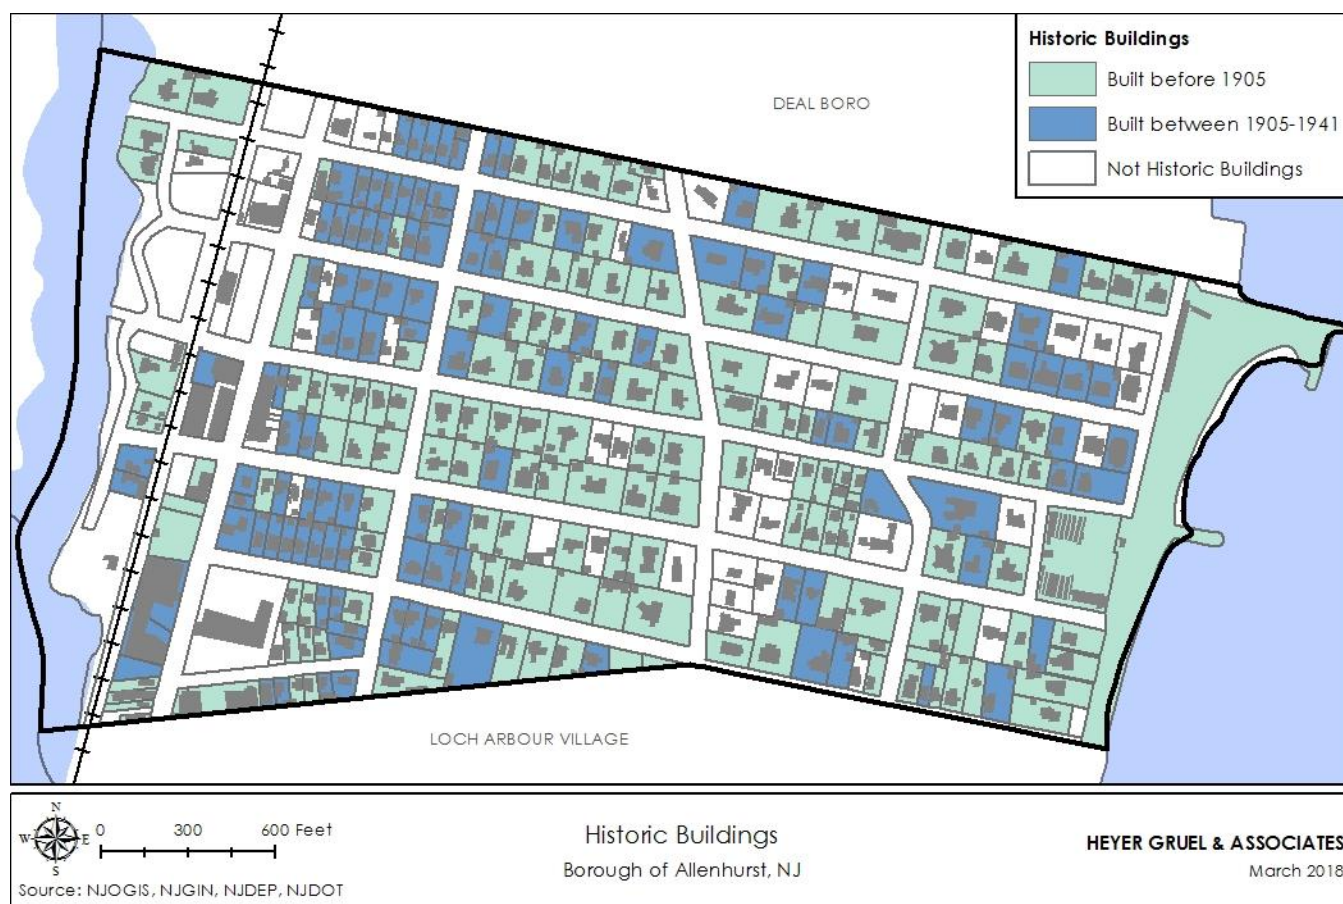 Historic Buildings
Built before 1905
Built between 1905-1941
Not Historic Buildings
DEAL BORO
LOCH ARBOUR VILLAGE
N
W
E
S
0 300 600 Feet
Source: NJOGIS, NJGIN, NJDEP, NJDOT
Historic Buildings
Borough of Allenhurst, NJ
HEYER GRUEL & ASSOCIATES
March 2018